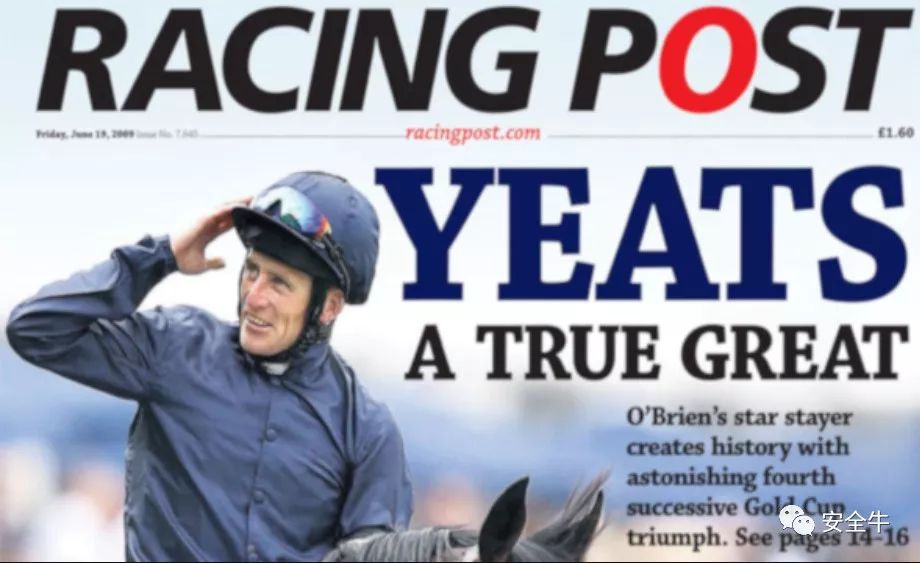 RACING POST
Friday, June 19, 2009 Issue No. 7,645
racingpost.com
£1.60
YEATS
A TRUE GREAT
O'Brien's star stayer
creates history with
astonishing fourth
successive Gold Cup
triumph. See pages 14-16
安全牛